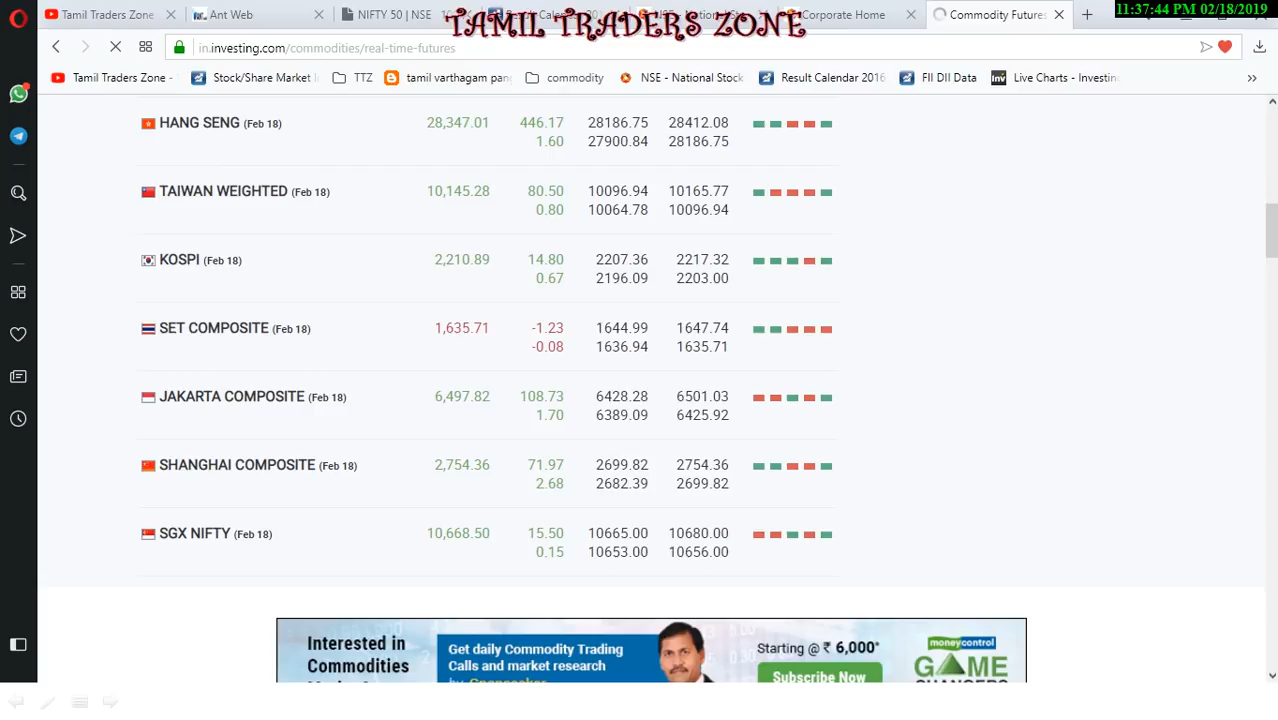 11:37:44 PM 02/18/2019
Tamil Traders Zone
Ant Web
NIFTY 50 | NSE
Corporate Home
Commodity Futures
TAMIL TRADERS ZONE
in.investing.com/commodities/real-time-futures
Tamil Traders Zone -
Stock/Share Market
TTZ
tamil varthagam
commodity
NSE - National Stock
Result Calendar 2016
FII DII Data
Live Charts -
HANG SENG (Feb 18) 28,347.01 446.17 28186.75 28412.08
1.60 27900.84 28186.75
TAIWAN WEIGHTED (Feb 18) 10,145.28 80.50 10096.94 10165.77
0.80 10064.78 10096.94
KOSPI (Feb 18) 2,210.89 14.80 2207.36 2217.32
0.67 2196.09 2203.00
SET COMPOSITE (Feb 18) 1,635.71 -1.23 1644.99 1647.74
-0.08 1636.94 1635.71
JAKARTA COMPOSITE (Feb 18) 6,497.82 108.73 6428.28 6501.03
1.70 6389.09 6425.92
SHANGHAI COMPOSITE (Feb 18) 2,754.36 71.97 2699.82 2754.36
2.68 2682.39 2699.82
SGX NIFTY (Feb 18) 10,668.50 15.50 10665.00 10680.00
0.15 10653.00 10656.00
Interested in
Commodities
Get daily Commodity Trading
Calls and market research
Starting @ ₹ 6,000*
Subscribe Now
moneycontrol
GAME